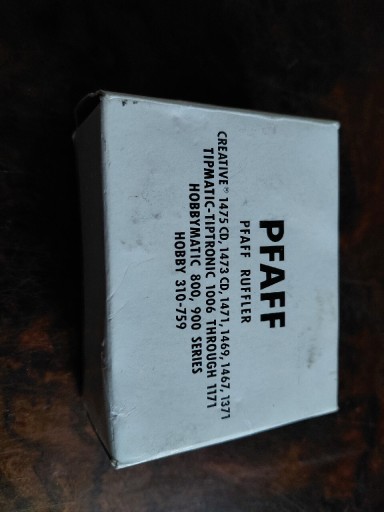 PFAFF
PFAFF RUFFLER
CREATIVE® 1475 CD, 1473 CD, 1471, 1469, 1467, 1371
TIPMATIC-TIPTRONIC 1006 THROUGH 1171
HOBBYMATIC 800, 900 SERIES
HOBBY 310-759